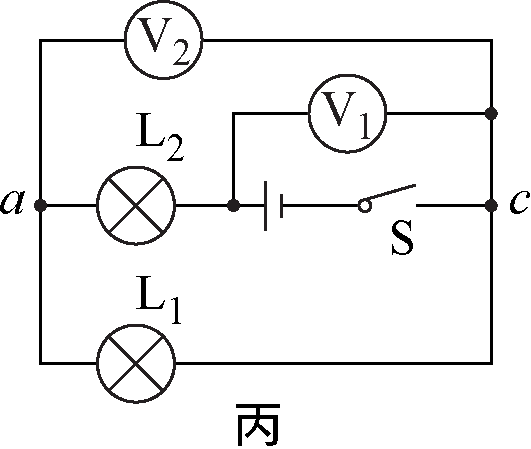 V₂
V₁
L₂
a
c
S
L₁
丙